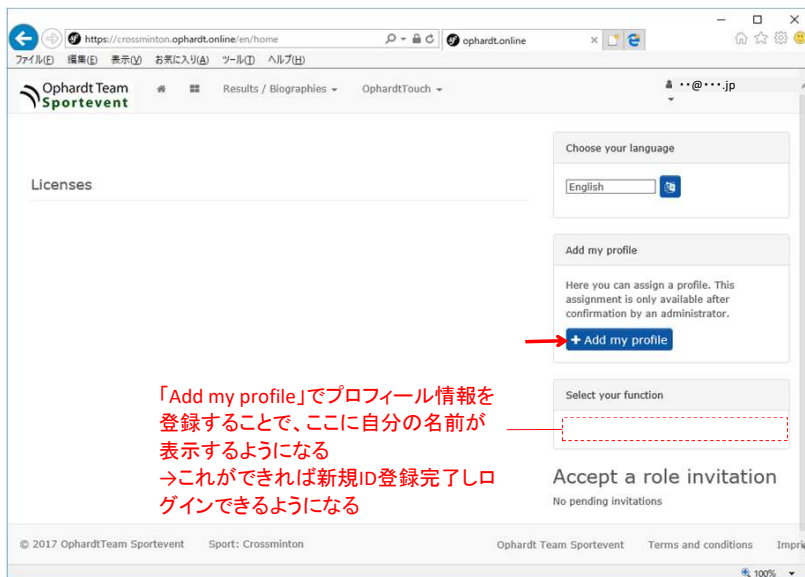 https://crossminton.ophardt.online/en/home
ophardt.online
ファイル(F) 編集(E) 表示(V) お気に入り(A) ツール(T) ヘルプ(H)
Ophardt Team
Sportevent
Results / Biographies
OphardtTouch
・・@・・・.jp
Licenses
Choose your language
English
Add my profile
Here you can assign a profile. This
assignment is only available after
confirmation by an administrator.
+ Add my profile
Select your function
「Add my profile」でプロフィール情報を
登録することで、ここに自分の名前が
表示するようになる
→これができれば新規ID登録完了しロ
グインできるようになる
Accept a role invitation
No pending invitations
© 2017 OphardtTeam Sportevent Sport: Crossminton Ophardt Team Sportevent Terms and conditions
100%